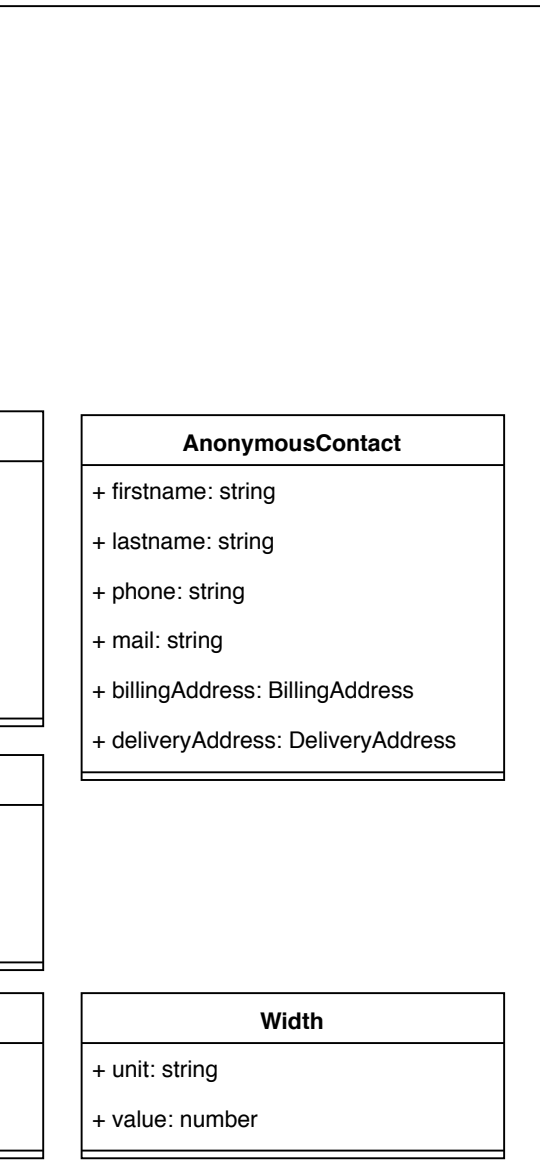 AnonymousContact
+ firstname: string
+ lastname: string
+ phone: string
+ mail: string
+ billingAddress: BillingAddress
+ deliveryAddress: DeliveryAddress
Width
+ unit: string
+ value: number